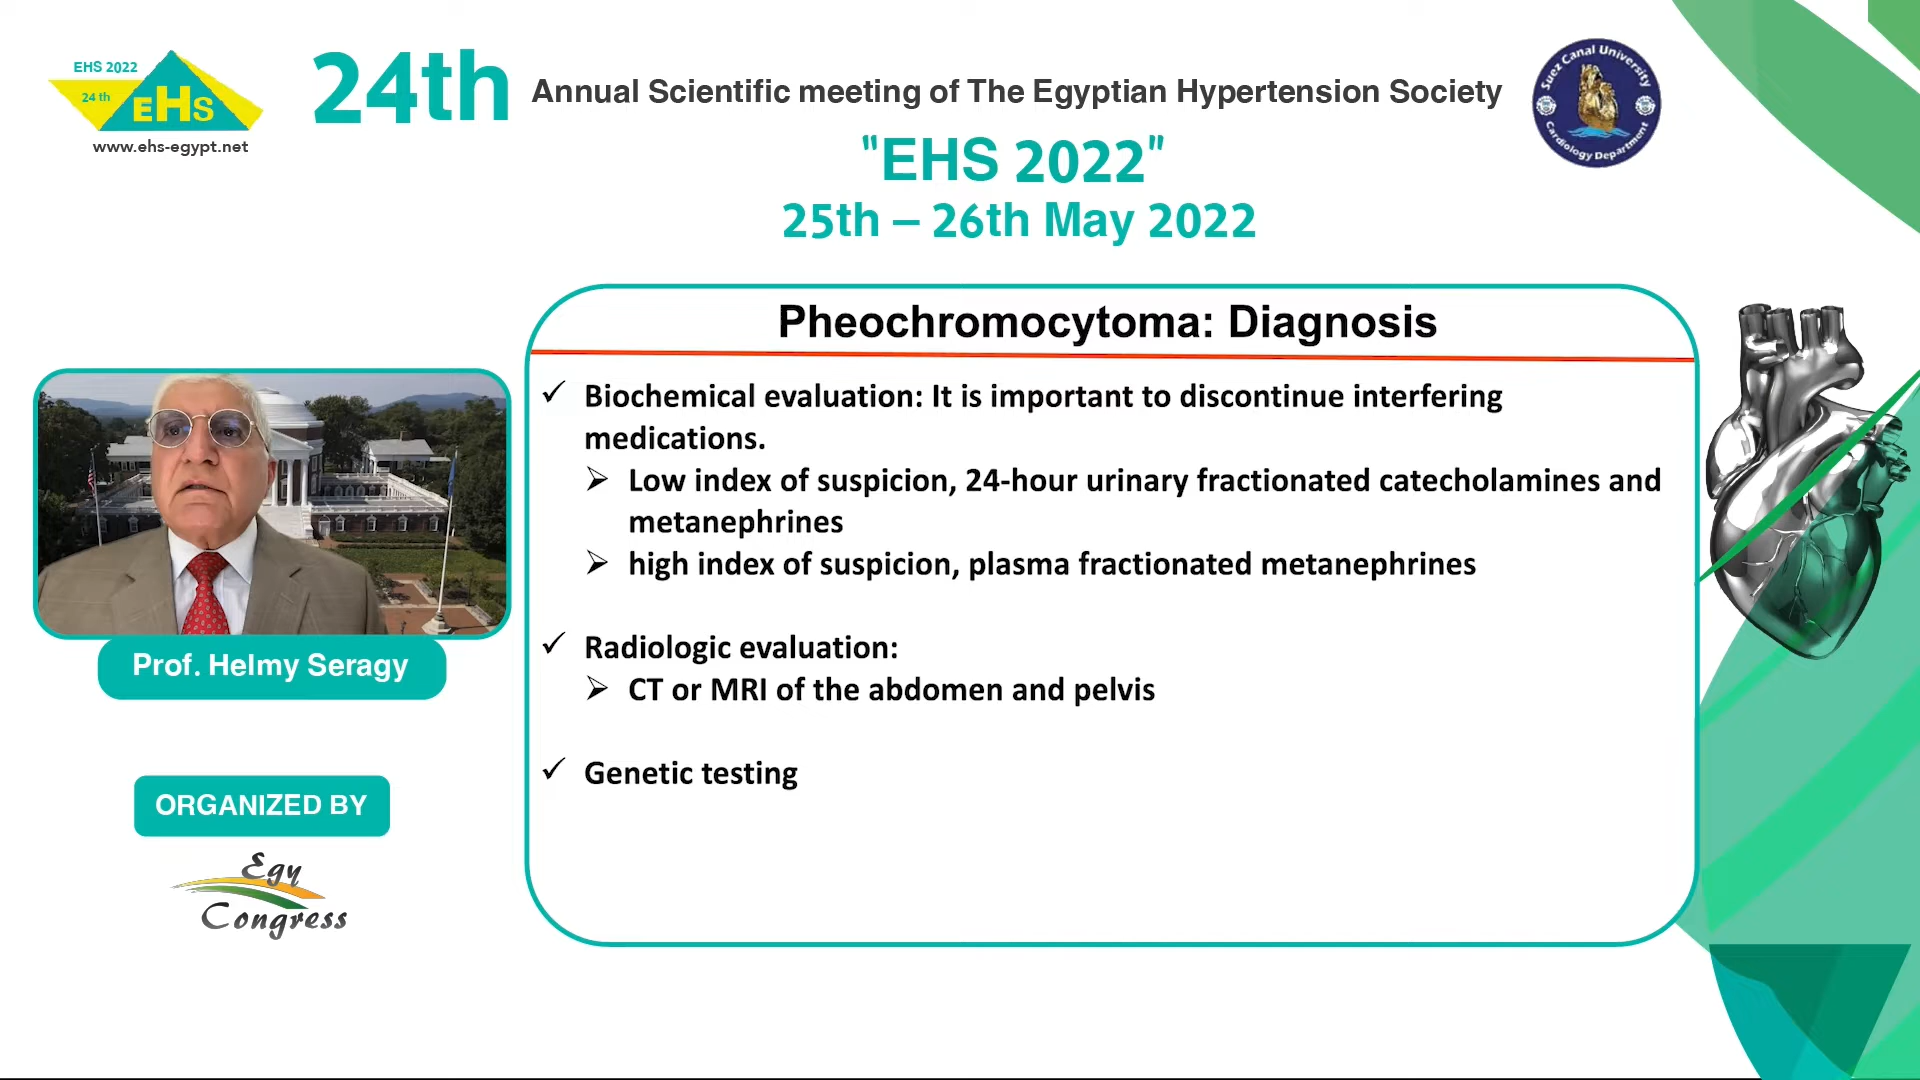 EHS 2022
24 th
EHS
www.ehs-egypt.net
24th Annual Scientific meeting of The Egyptian Hypertension Society
"EHS 2022"
25th – 26th May 2022
Suez Canal University
Cardiology Department
Pheochromocytoma: Diagnosis
✓ Biochemical evaluation: It is important to discontinue interfering
medications.
➢ Low index of suspicion, 24-hour urinary fractionated catecholamines and
metanephrines
➢ high index of suspicion, plasma fractionated metanephrines
✓ Radiologic evaluation:
➢ CT or MRI of the abdomen and pelvis
✓ Genetic testing
Prof. Helmy Seragy
ORGANIZED BY
Egy
Congress